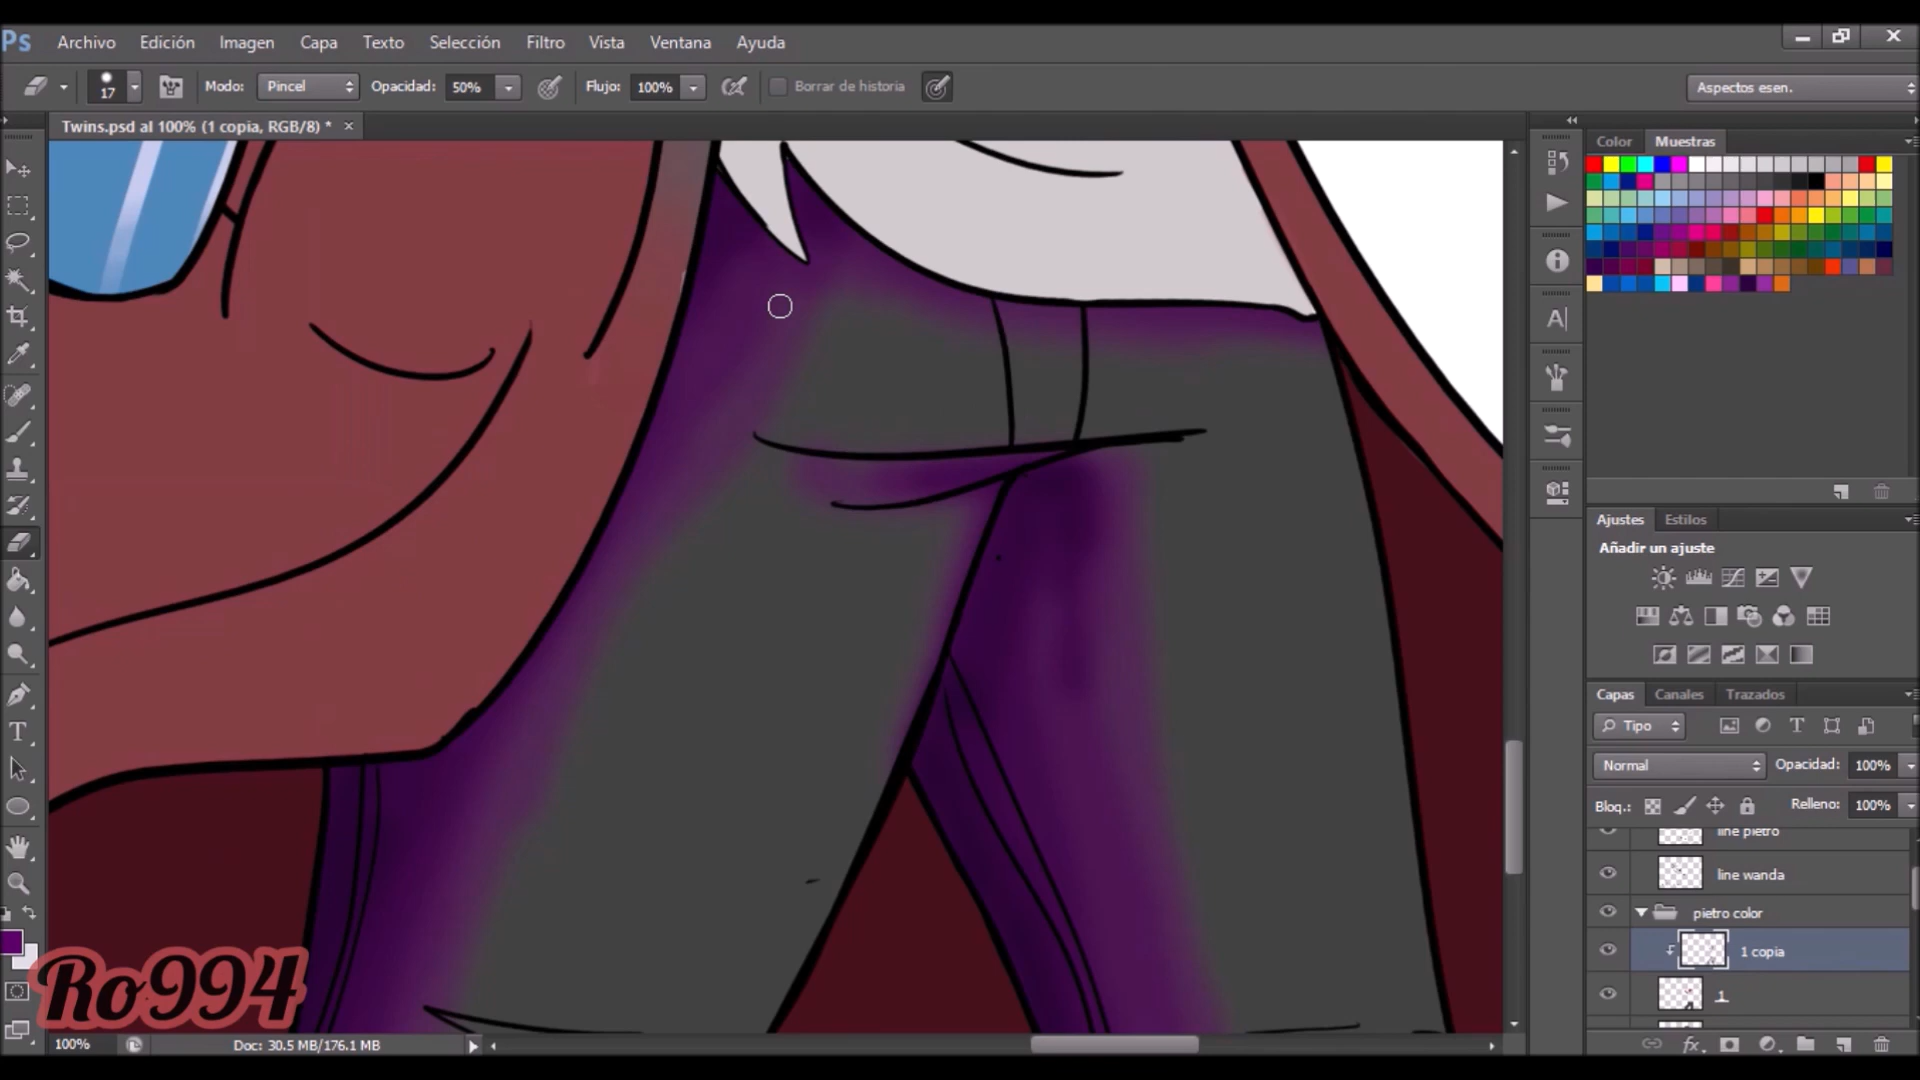 Ps Archivo Edición Imagen Capa Texto Selección Filtro Vista Ventana Ayuda
17 Modo: Pincel Opacidad: 50% Flujo: 100% Borrar de historia Aspectos esen.
Twins.psd al 100% (1 copia, RGB/8) * ×
Color Muestras
Ajustes Estilos
Añadir un ajuste
Capas Canales Trazados
Tipo
Normal Opacidad: 100%
Bloq.: Relleno: 100%
line pietro
line wanda
pietro color
1 copia
1
Ro994
100% Doc: 30.5 MB/176.1 MB